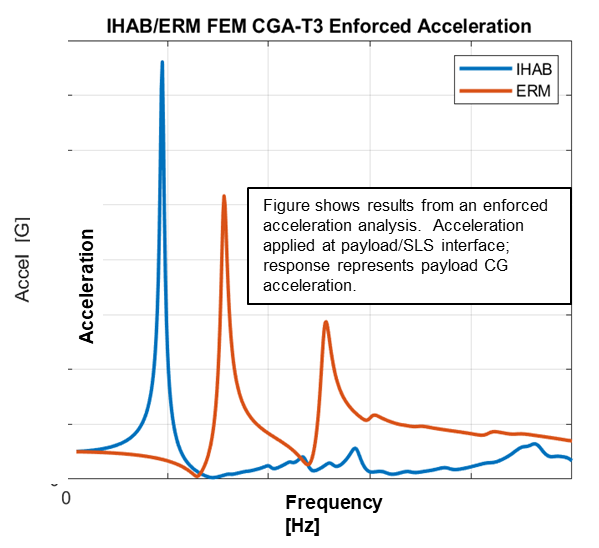 IHAB/ERM FEM CGA-T3 Enforced Acceleration
IHAB
ERM
Figure shows results from an enforced
acceleration analysis. Acceleration
applied at payload/SLS interface;
response represents payload CG
acceleration.
Accel [G]
Acceleration
0
Frequency
[Hz]